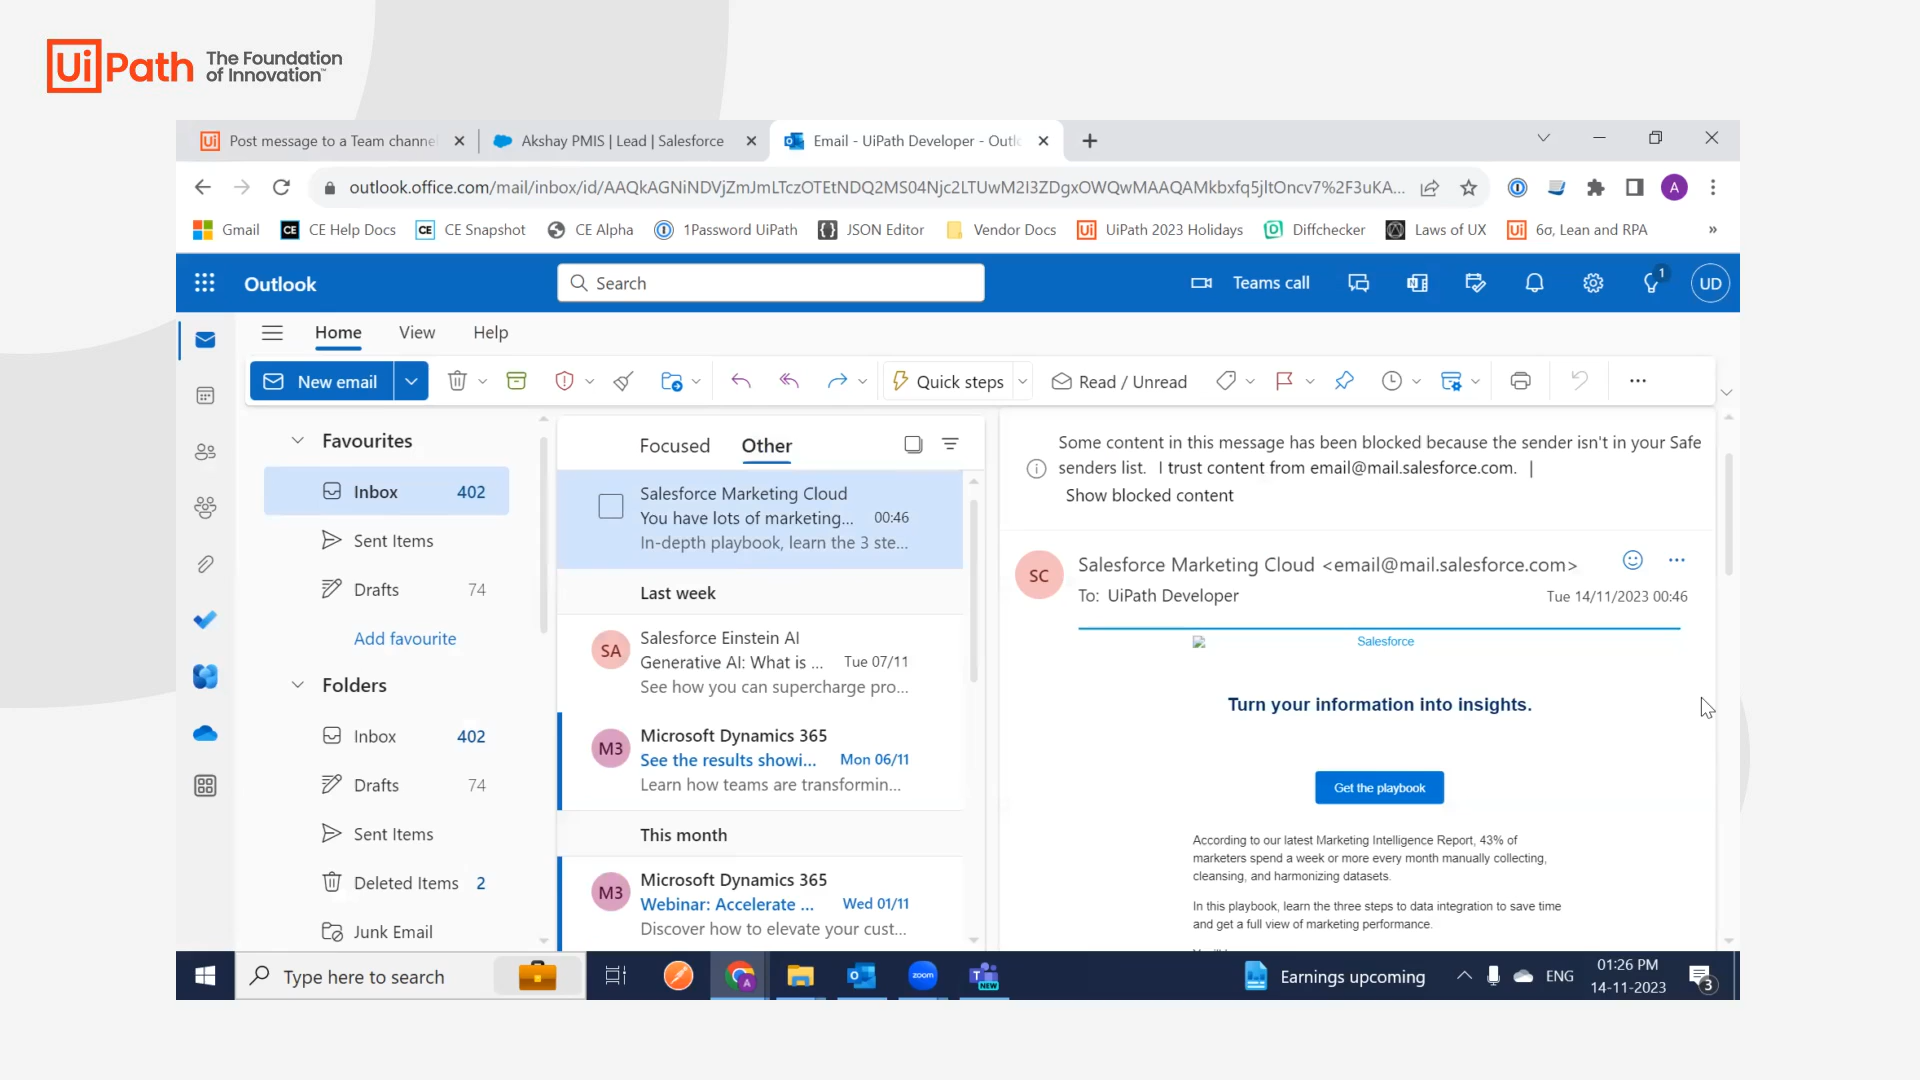 UiPath The Foundation
of Innovation™
Post message to a Team channe
Akshay PMIS | Lead | Salesforce
Email - UiPath Developer - Outlo
outlook.office.com/mail/inbox/id/AAQkAGNiNDVjZmJmLTczOTEtNDQ2MS04Njc2LTUwM2I3ZDgxOWQwMAAQAMkbxfq5jltOncv7%2F3uKA...
Gmail
CE Help Docs
CE Snapshot
CE Alpha
1Password UiPath
JSON Editor
Vendor Docs
UiPath 2023 Holidays
Diffchecker
Laws of UX
6σ, Lean and RPA
»
Outlook
Search
Teams call
1
UD
Home
View
Help
New email
Quick steps
Read / Unread
Favourites
Inbox 402
Sent Items
Drafts 74
Add favourite
Folders
Inbox 402
Drafts 74
Sent Items
Deleted Items 2
Junk Email
Focused
Other
Salesforce Marketing Cloud
You have lots of marketing... 00:46
In-depth playbook, learn the 3 ste...
Last week
SA
Salesforce Einstein AI
Generative AI: What is ... Tue 07/11
See how you can supercharge pro...
M3
Microsoft Dynamics 365
See the results showi... Mon 06/11
Learn how teams are transformin...
This month
M3
Microsoft Dynamics 365
Webinar: Accelerate ... Wed 01/11
Discover how to elevate your cust...
Some content in this message has been blocked because the sender isn't in your Safe
senders list. I trust content from email@mail.salesforce.com. |
Show blocked content
SC
Salesforce Marketing Cloud <email@mail.salesforce.com>
To: UiPath Developer
Tue 14/11/2023 00:46
Salesforce
Turn your information into insights.
Get the playbook
According to our latest Marketing Intelligence Report, 43% of
marketers spend a week or more every month manually collecting,
cleansing, and harmonizing datasets.
In this playbook, learn the three steps to data integration to save time
and get a full view of marketing performance.
Type here to search
zoom
NEW
Earnings upcoming
ENG
01:26 PM
14-11-2023
3